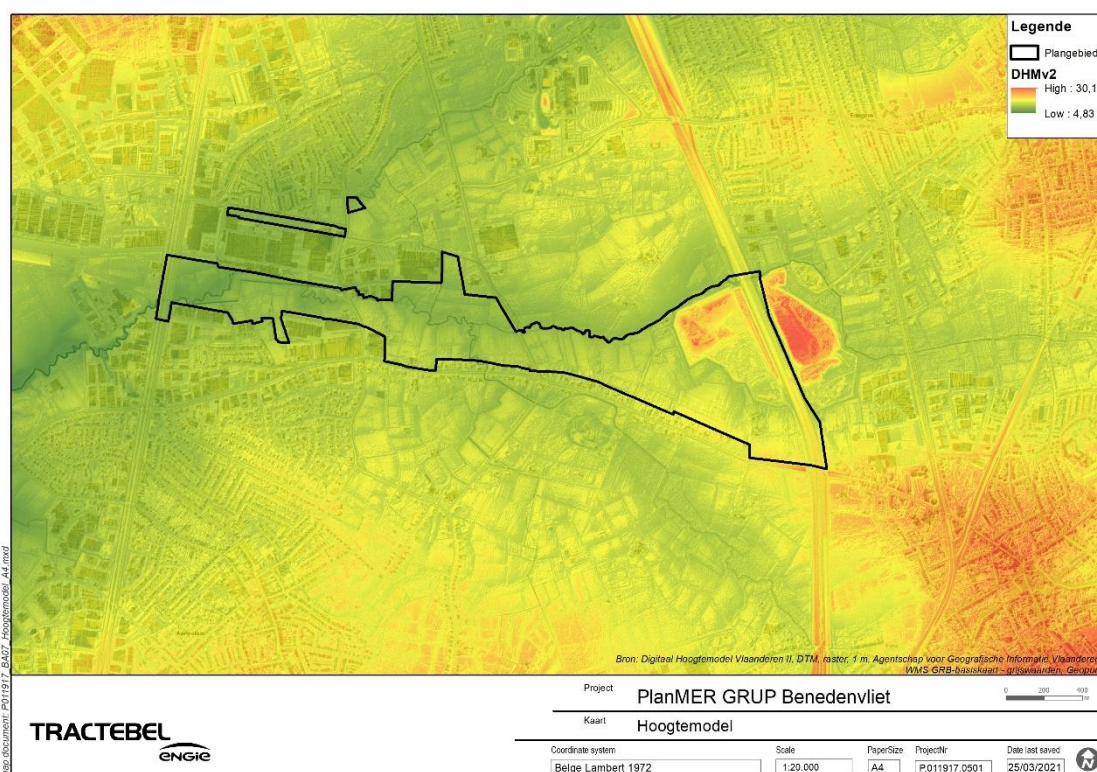 Legende
Plangebied
DHMv2
High : 30,1
Low : 4,83
Bron: Digitaal Hoogtemodel Vlaanderen II, DTM, raster, 1 m, Agentschap voor Geografische Informatie Vlaanderen
WMS GRB-basiskaart - grijswaarden, Geopun
map document: P011917_BA07_Hoogtemodel_A4.mxd
TRACTEBEL
ENGIE
Project PlanMER GRUP Benedenvliet
0 200 400
Kaart Hoogtemodel
Coordinate system Scale PaperSize ProjectNr Date last saved
Belge Lambert 1972 1:20.000 A4 P.011917.0501 25/03/2021